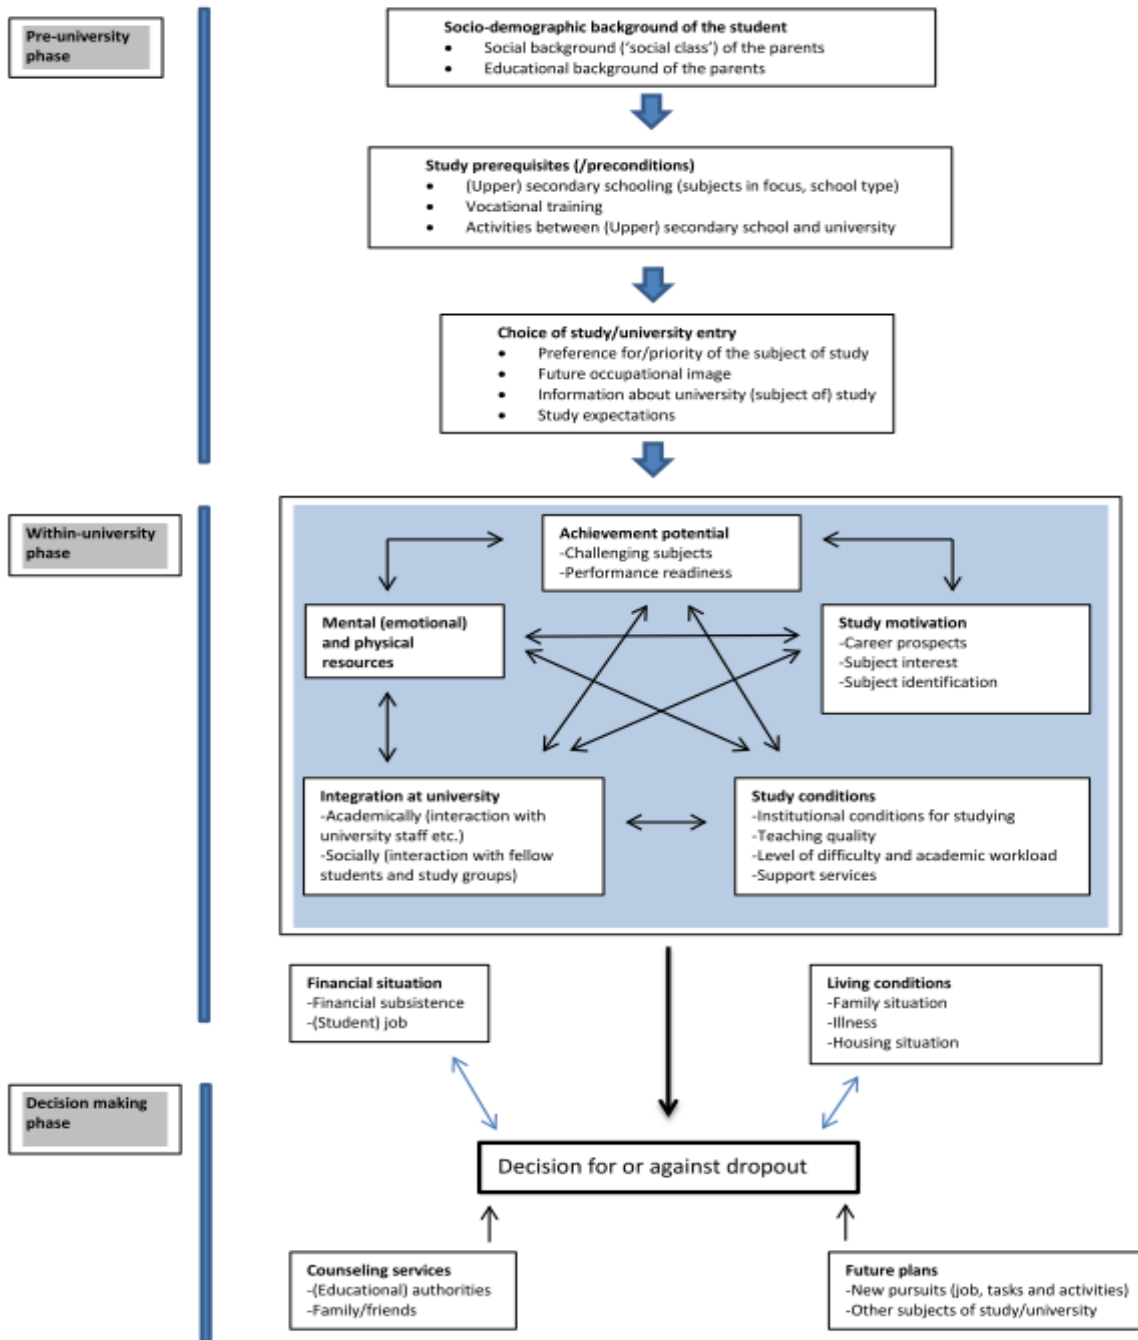 Pre-university
phase
Socio-demographic background of the student
• Social background ('social class') of the parents
• Educational background of the parents
Study prerequisites (/preconditions)
• (Upper) secondary schooling (subjects in focus, school type)
• Vocational training
• Activities between (Upper) secondary school and university
Choice of study/university entry
• Preference for/priority of the subject of study
• Future occupational image
• Information about university (subject of) study
• Study expectations
Within-university
phase
Achievement potential
-Challenging subjects
-Performance readiness
Mental (emotional)
and physical
resources
Study motivation
-Career prospects
-Subject interest
-Subject identification
Integration at university
-Academically (interaction with
university staff etc.)
-Socially (interaction with fellow
students and study groups)
Study conditions
-Institutional conditions for studying
-Teaching quality
-Level of difficulty and academic workload
-Support services
Financial situation
-Financial subsistence
-(Student) job
Living conditions
-Family situation
-Illness
-Housing situation
Decision making
phase
Decision for or against dropout
Counseling services
-(Educational) authorities
-Family/friends
Future plans
-New pursuits (job, tasks and activities)
-Other subjects of study/university